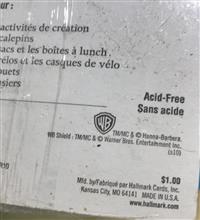 ur :
activités de création
calepins
sacs et les boîtes à lunch
vélos et les casques de vélo
ouets
siers
Acid-Free
Sans acide
WB TM/MC & © Hanna-Barbera.
WB Shield: TM/MC & © Warner Bros. Entertainment Inc.
(s10)
$1.00
Mfd. by/Fabriqué par Hallmark Cards, Inc.
Kansas City, MO 64141 MADE IN U.S.A.
www.hallmark.com